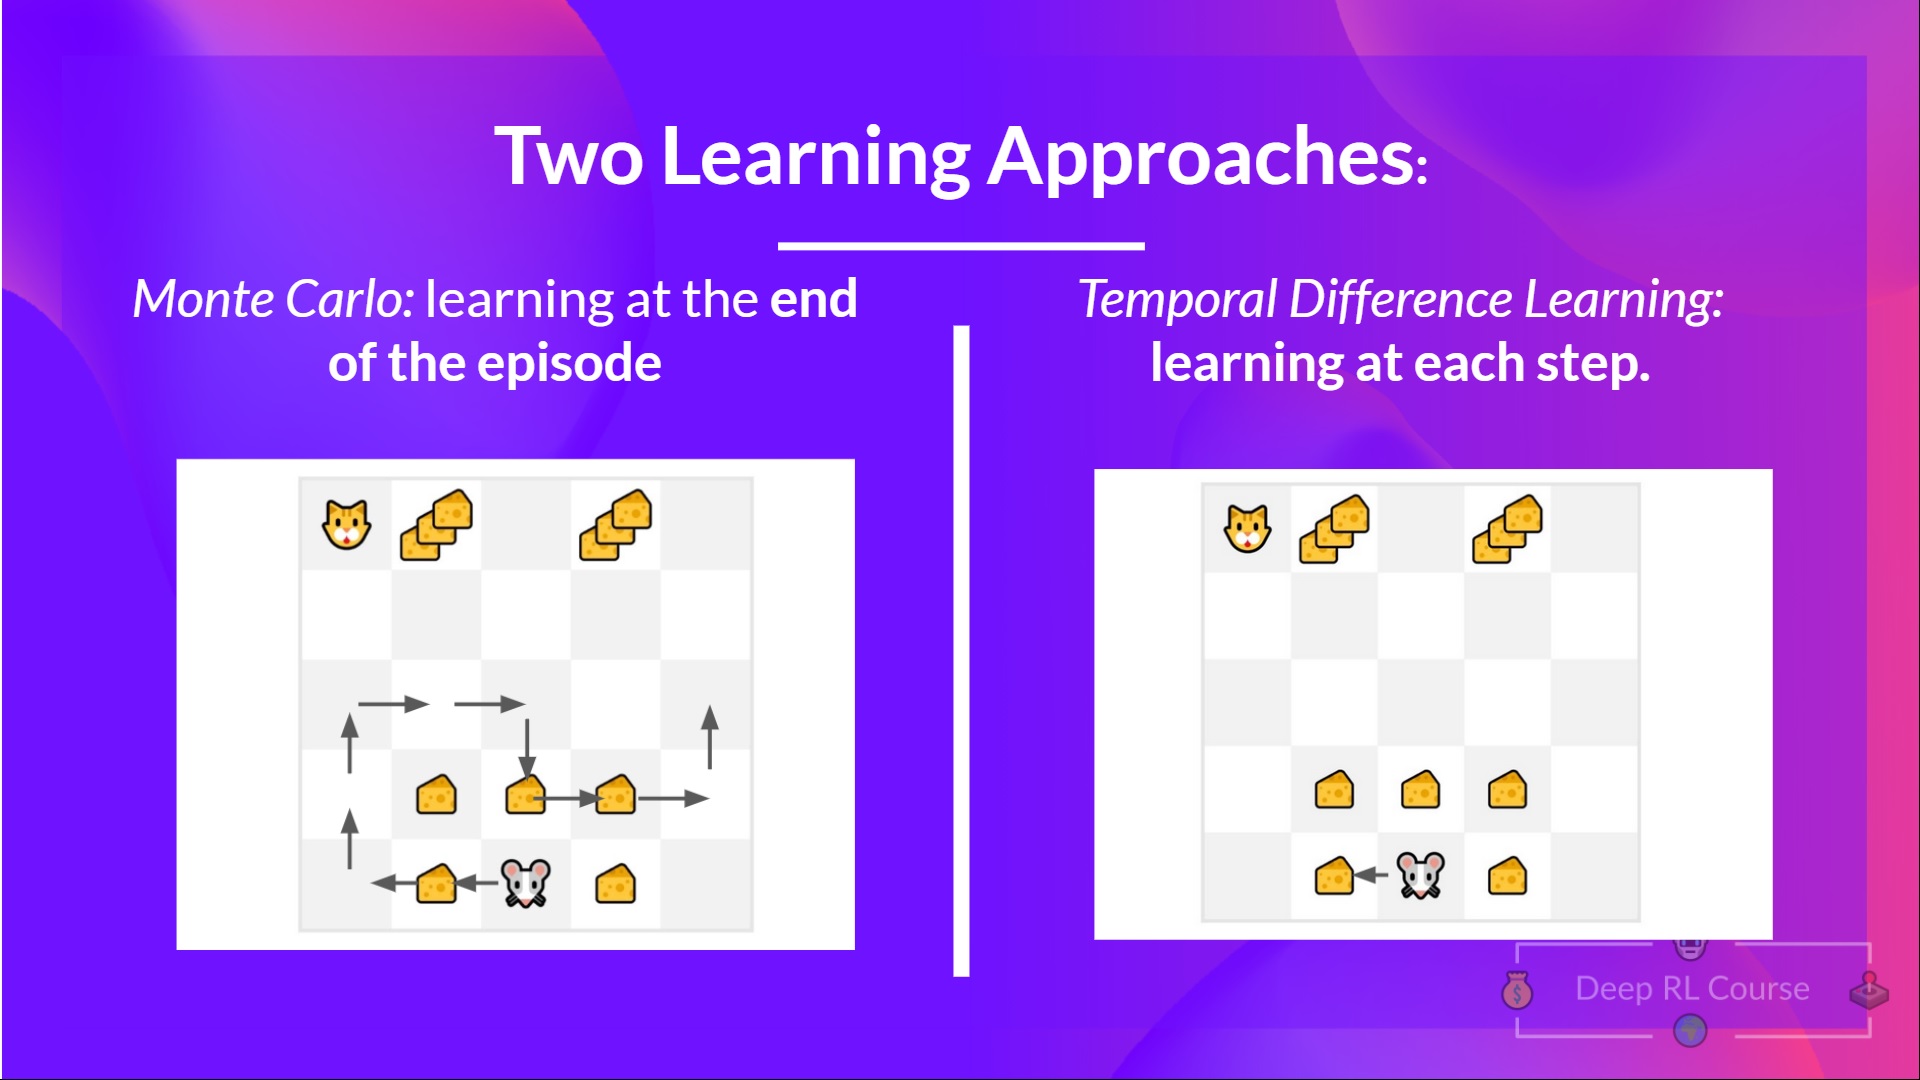 Two Learning Approaches:
Monte Carlo: learning at the end
of the episode
Temporal Difference Learning:
learning at each step.
Deep RL Course